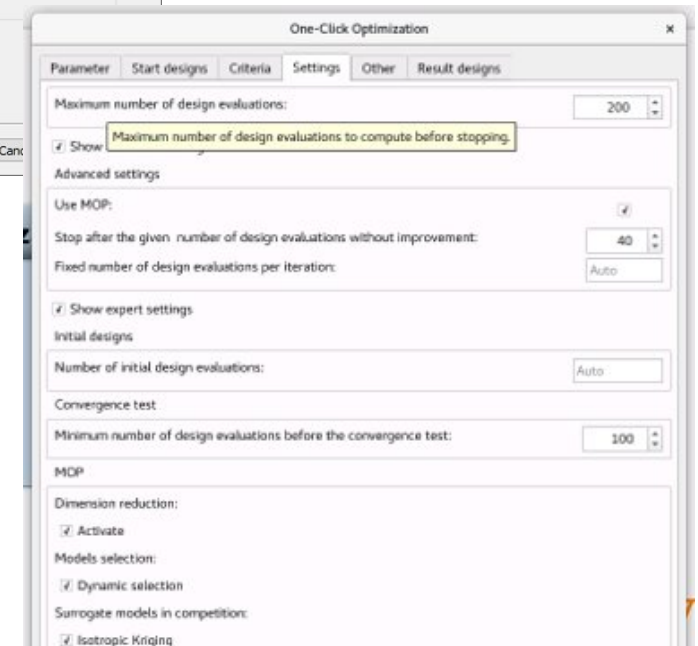 One-Click Optimization
Parameter Start designs Criteria Settings Other Result designs
Maximum number of design evaluations: 200
Maximum number of design evaluations to compute before stopping.
Show
Canc
Advanced settings
Use MOP:
Stop after the given number of design evaluations without improvement: 40
Fixed number of design evaluations per iteration: Auto
Show expert settings
Initial designs
Number of initial design evaluations: Auto
Convergence test
Minimum number of design evaluations before the convergence test: 100
MOP
Dimension reduction:
Activate
Models selection:
Dynamic selection
Surrogate models in competition:
Isotropic Kriging